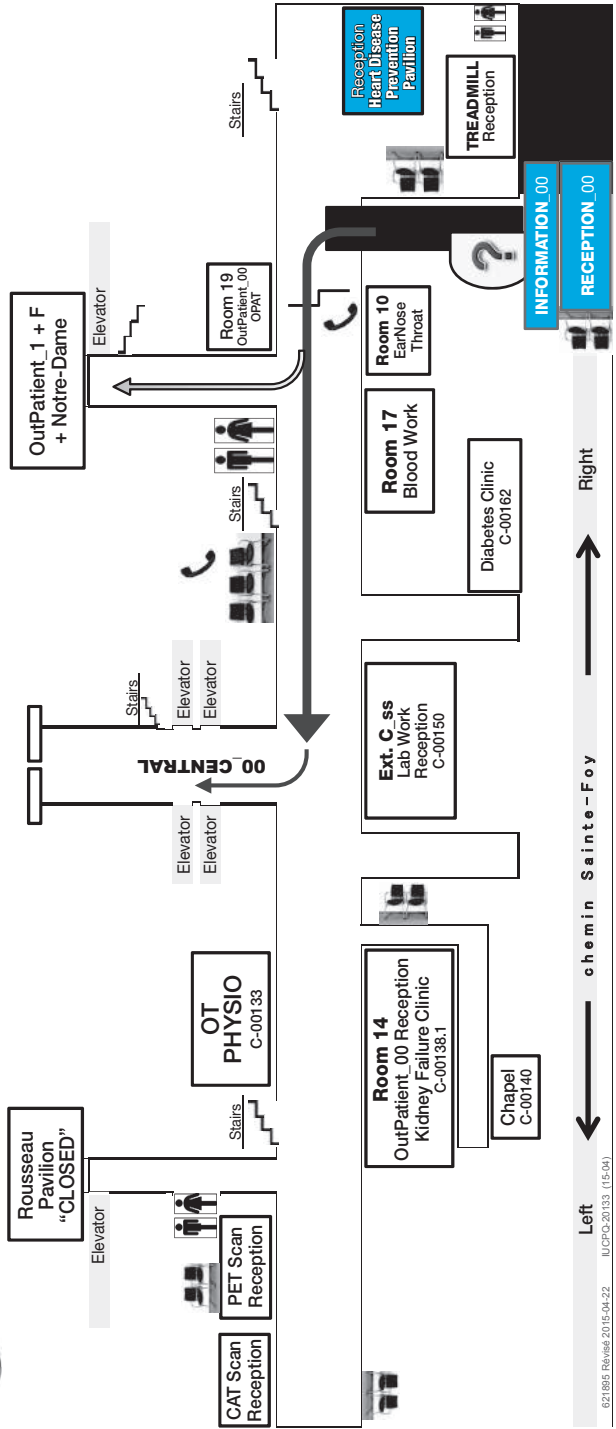 Rousseau
Pavilion
“CLOSED”
Elevator
CAT Scan
Reception
PET Scan
Reception
Stairs
OT
PHYSIO
C-00133
Elevator
Elevator
00_CENTRAL
Stairs
Elevator
Elevator
Stairs
OutPatient_1 + F
+ Notre-Dame
Elevator
Room 19
OutPatient_00
OPAT
Stairs
Reception
Heart Disease
Prevention
Pavilion
TREADMILL
Reception
Room 14
OutPatient_00 Reception
Kidney Failure Clinic
C-00138.1
Chapel
C-00140
Ext. C_ss
Lab Work
Reception
C-00150
Room 17
Blood Work
Room 10
EarNose
Throat
Diabetes Clinic
C-00162
?
INFORMATION_00
RECEPTION_00
Left
chemin Sainte-Foy
Right
621895 Révisé 2015-04-22 IUCPQ-20133 (15-04)